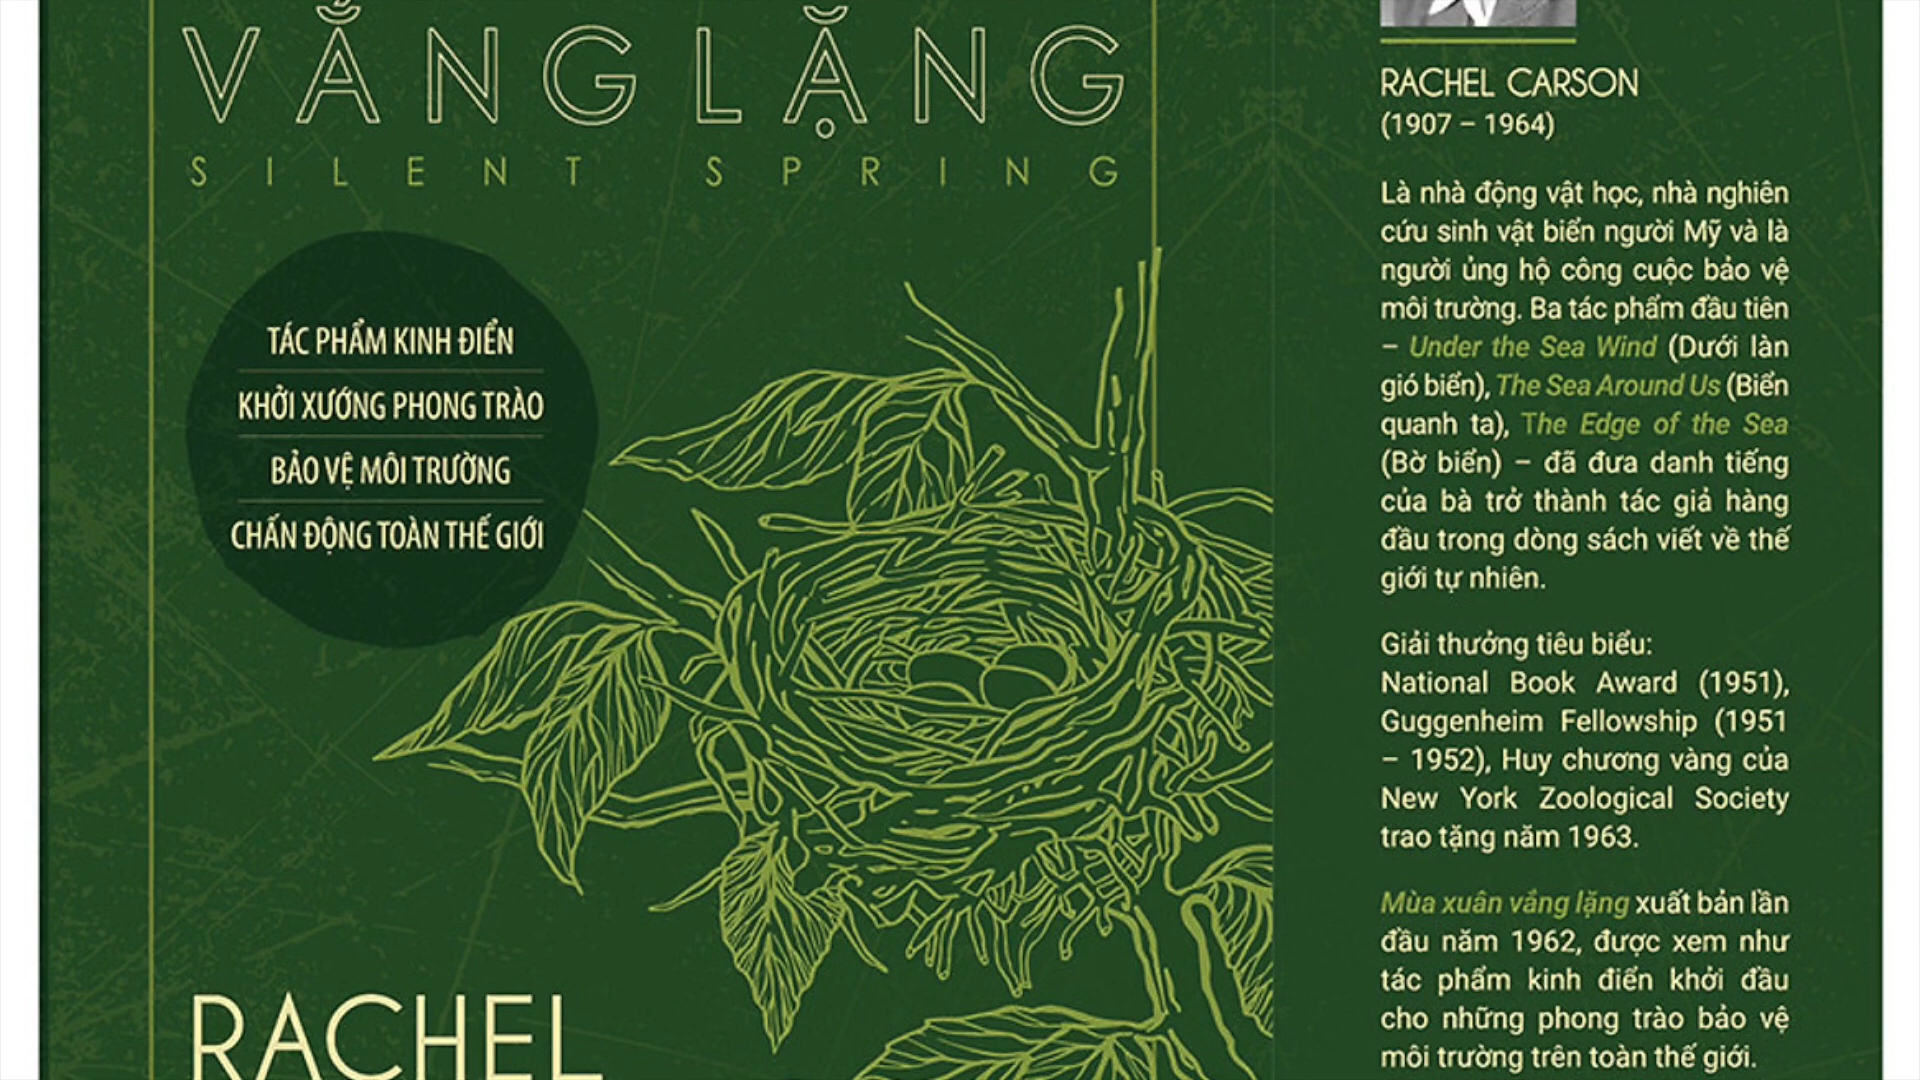 VẮNG LẶNG
SILENT SPRING
TÁC PHẨM KINH ĐIỂN
KHỞI XƯỚNG PHONG TRÀO
BẢO VỆ MÔI TRƯỜNG
CHẤN ĐỘNG TOÀN THẾ GIỚI
RACHEL
RACHEL CARSON
(1907 – 1964)
Là nhà động vật học, nhà nghiên
cứu sinh vật biển người Mỹ và là
người ủng hộ công cuộc bảo vệ
môi trường. Ba tác phẩm đầu tiên
– Under the Sea Wind (Dưới làn
gió biển), The Sea Around Us (Biển
quanh ta), The Edge of the Sea
(Bờ biển) – đã đưa danh tiếng
của bà trở thành tác giả hàng
đầu trong dòng sách viết về thế
giới tự nhiên.
Giải thưởng tiêu biểu:
National Book Award (1951),
Guggenheim Fellowship (1951
– 1952), Huy chương vàng của
New York Zoological Society
trao tặng năm 1963.
Mùa xuân vắng lặng xuất bản lần
đầu năm 1962, được xem như
tác phẩm kinh điển khởi đầu
cho những phong trào bảo vệ
môi trường trên toàn thế giới.